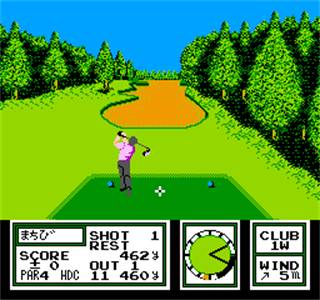 まちび SHOT 1
REST
SCORE 462y
± 0 OUT 1
PAR4 HDC 11 460y
CLUB
1W
WIND
↗ 5m